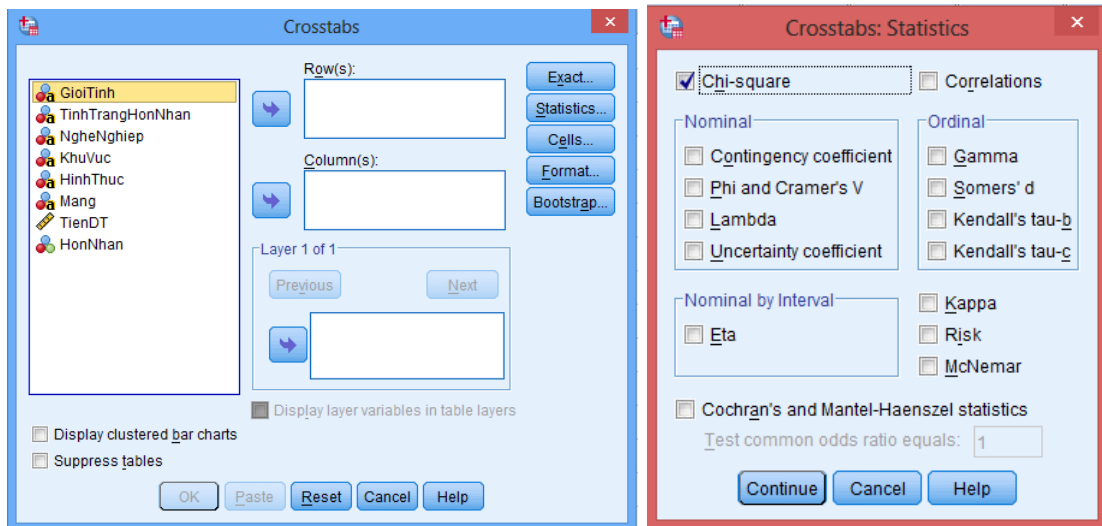 Crosstabs
GioiTinh
TinhTrangHonNhan
NgheNghiep
KhuVuc
HinhThuc
Mang
TienDT
HonNhan
Row(s):
Column(s):
Layer 1 of 1
Previous
Next
Display layer variables in table layers
Exact...
Statistics...
Cells...
Format...
Bootstrap...
Display clustered bar charts
Suppress tables
OK Paste Reset Cancel Help
Crosstabs: Statistics
Chi-square
Correlations
Nominal
Contingency coefficient
Phi and Cramer's V
Lambda
Uncertainty coefficient
Ordinal
Gamma
Somers' d
Kendall's tau-b
Kendall's tau-c
Nominal by Interval
Eta
Kappa
Risk
McNemar
Cochran's and Mantel-Haenszel statistics
Test common odds ratio equals: 1
Continue Cancel Help